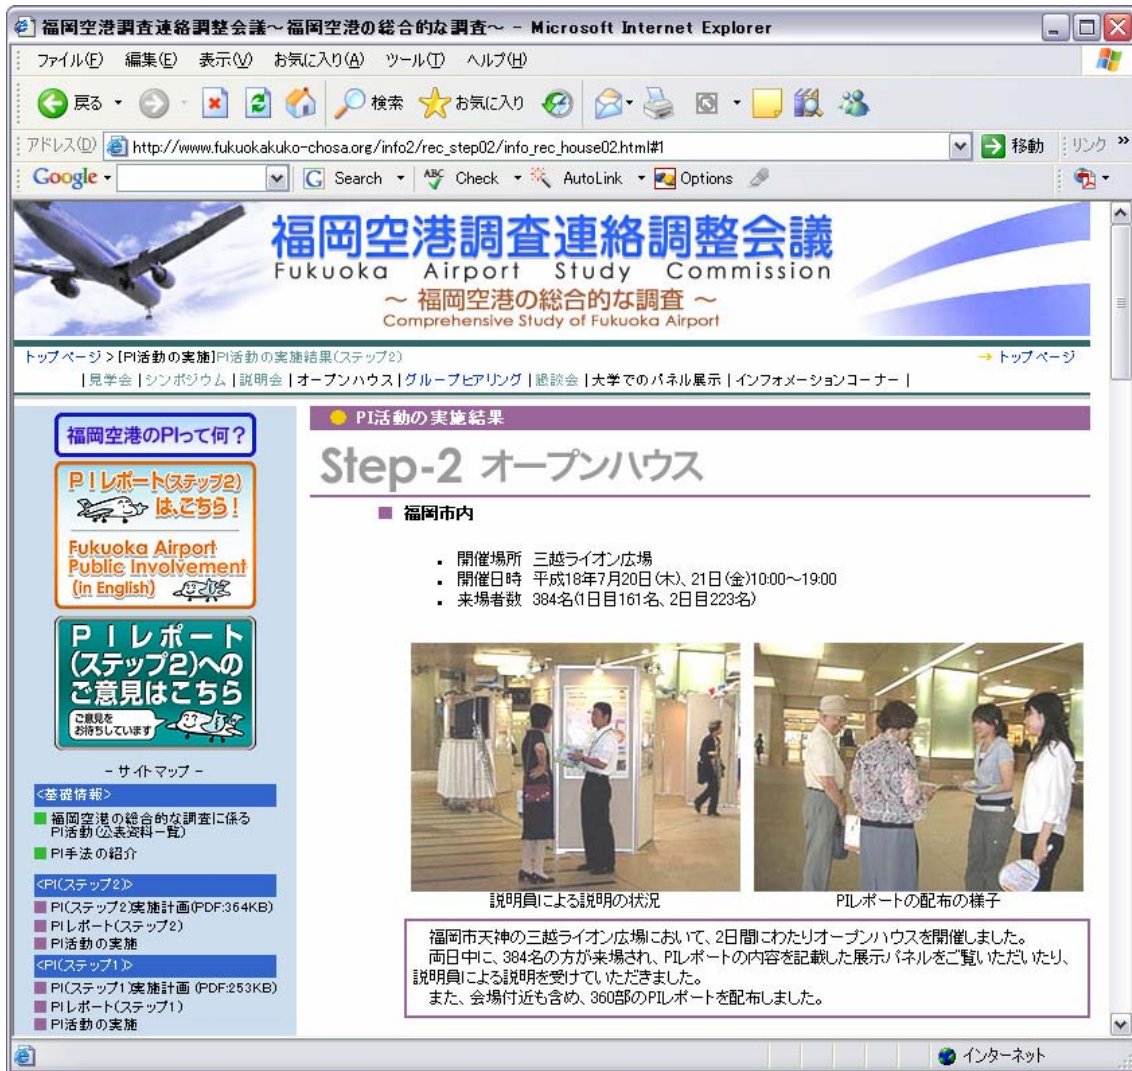 福岡空港調査連絡調整会議～福岡空港の総合的な調査～ - Microsoft Internet Explorer
ファイル(F) 編集(E) 表示(V) お気に入り(A) ツール(T) ヘルプ(H)
戻る 検索 お気に入り
アドレス(D) http://www.fukuokakuko-chosa.org/info2/rec_step02/info_rec_house02.html#1 移動 リンク »
Google Search ABC Check AutoLink Options
福岡空港調査連絡調整会議
Fukuoka Airport Study Commission
～ 福岡空港の総合的な調査 ～
Comprehensive Study of Fukuoka Airport
トップページ > [PI活動の実施]PI活動の実施結果(ステップ2) → トップページ
| 見学会 | シンポジウム | 説明会 | オープンハウス | グループヒアリング | 懇談会 | 大学でのパネル展示 | インフォメーションコーナー |
福岡空港のPIって何?
PIレポート(ステップ2)
は、こちら!
Fukuoka Airport
Public Involvement
(in English)
PIレポート
(ステップ2)への
ご意見はこちら
ご意見を
お待ちしています
- サイトマップ -
<基礎情報>
福岡空港の総合的な調査に係る
PI活動(公表資料一覧)
PI手法の紹介
<PI(ステップ2)>
PI(ステップ2)実施計画(PDF:364KB)
PIレポート(ステップ2)
PI活動の実施
<PI(ステップ1)>
PI(ステップ1)実施計画 (PDF:253KB)
PIレポート(ステップ1)
PI活動の実施
PI活動の実施結果
Step-2 オープンハウス
福岡市内
開催場所 三越ライオン広場
開催日時 平成18年7月20日(木)、21日(金)10:00～19:00
来場者数 384名(1日目161名、2日目223名)
説明員による説明の状況
PIレポートの配布の様子
福岡市天神の三越ライオン広場において、2日間にわたりオープンハウスを開催しました。
両日中に、384名の方が来場され、PIレポートの内容を記載した展示パネルをご覧いただいたり、
説明員による説明を受けていただきました。
また、会場付近も含め、360部のPIレポートを配布しました。
インターネット